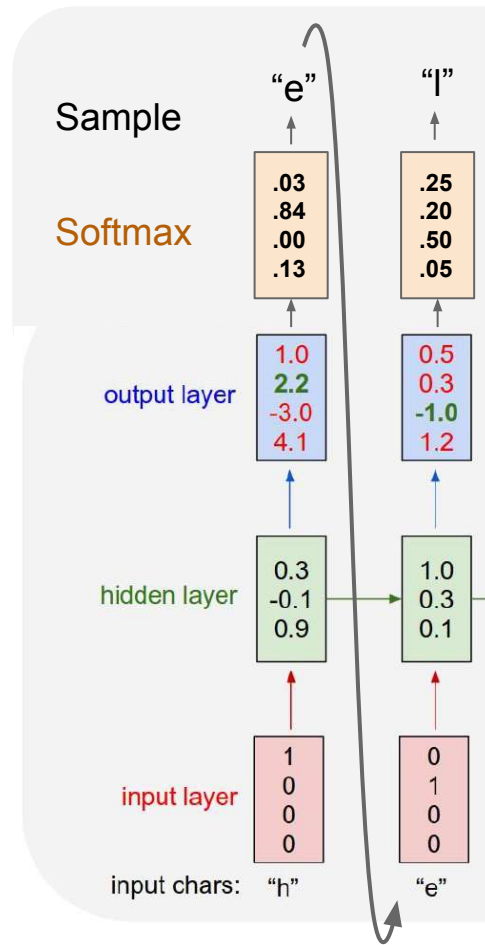 “e” “l”
Sample
Softmax
.03 .25
.84 .20
.00 .50
.13 .05
output layer
1.0 0.5
2.2 0.3
-3.0 -1.0
4.1 1.2
hidden layer
0.3 1.0
-0.1 0.3
0.9 0.1
input layer
1 0
0 1
0 0
0 0
input chars: “h” “e”